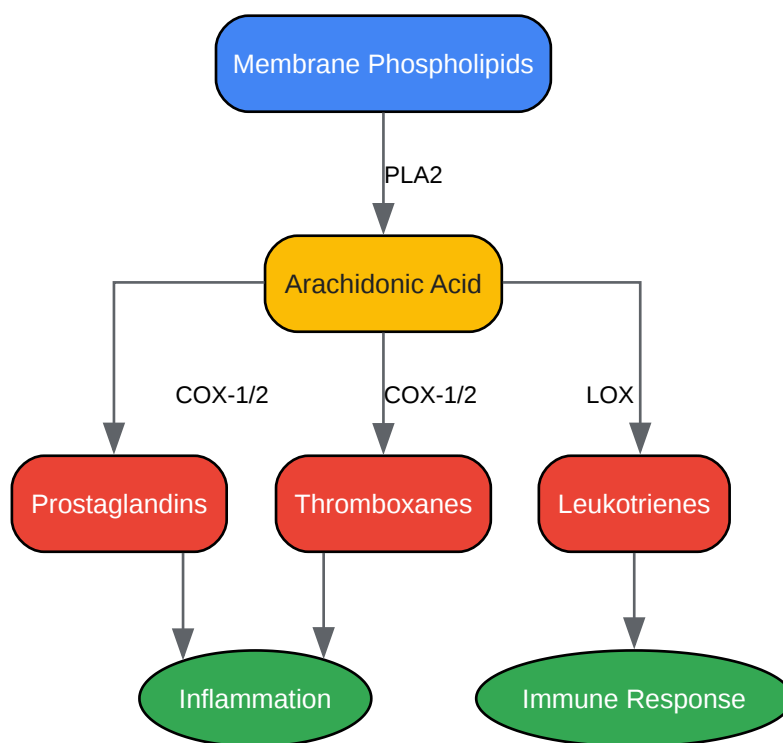 Membrane Phospholipids
PLA2
Arachidonic Acid
COX-1/2
COX-1/2
LOX
Prostaglandins
Thromboxanes
Leukotrienes
Inflammation
Immune Response